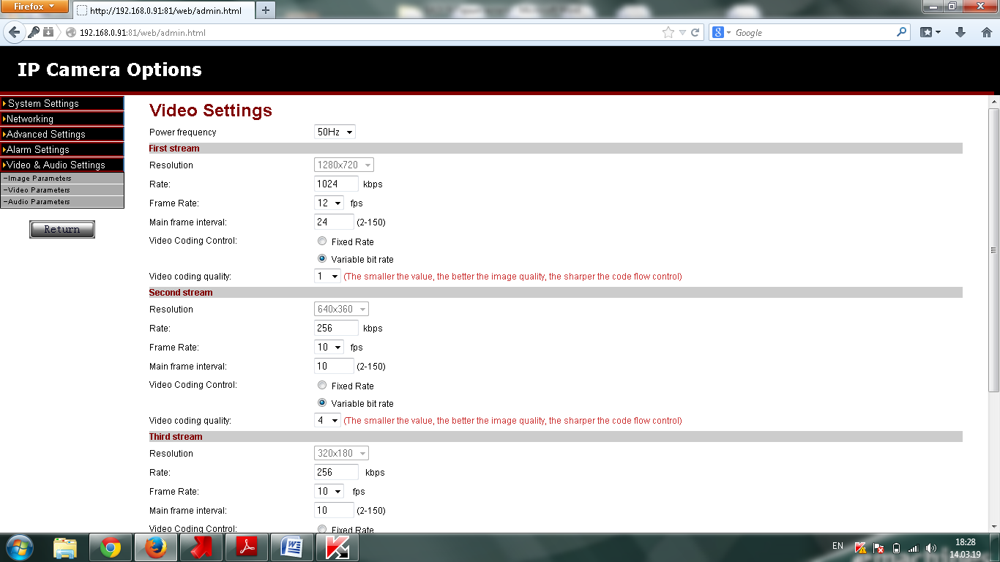 Firefox
http://192.168.0.91:81/web/admin.html
192.168.0.91:81/web/admin.html
Google
IP Camera Options
System Settings
Networking
Advanced Settings
Alarm Settings
Video & Audio Settings
Image Parameters
Video Parameters
Audio Parameters
Return
Video Settings
Power frequency 50Hz
First stream
Resolution 1280x720
Rate: 1024 kbps
Frame Rate: 12 fps
Main frame interval: 24 (2-150)
Video Coding Control: Fixed Rate
Variable bit rate
Video coding quality: 1 (The smaller the value, the better the image quality, the sharper the code flow control)
Second stream
Resolution 640x360
Rate: 256 kbps
Frame Rate: 10 fps
Main frame interval: 10 (2-150)
Video Coding Control: Fixed Rate
Variable bit rate
Video coding quality: 4 (The smaller the value, the better the image quality, the sharper the code flow control)
Third stream
Resolution 320x180
Rate: 256 kbps
Frame Rate: 10 fps
Main frame interval: 10 (2-150)
Video Coding Control: Fixed Rate
EN
18:28
14.03.19